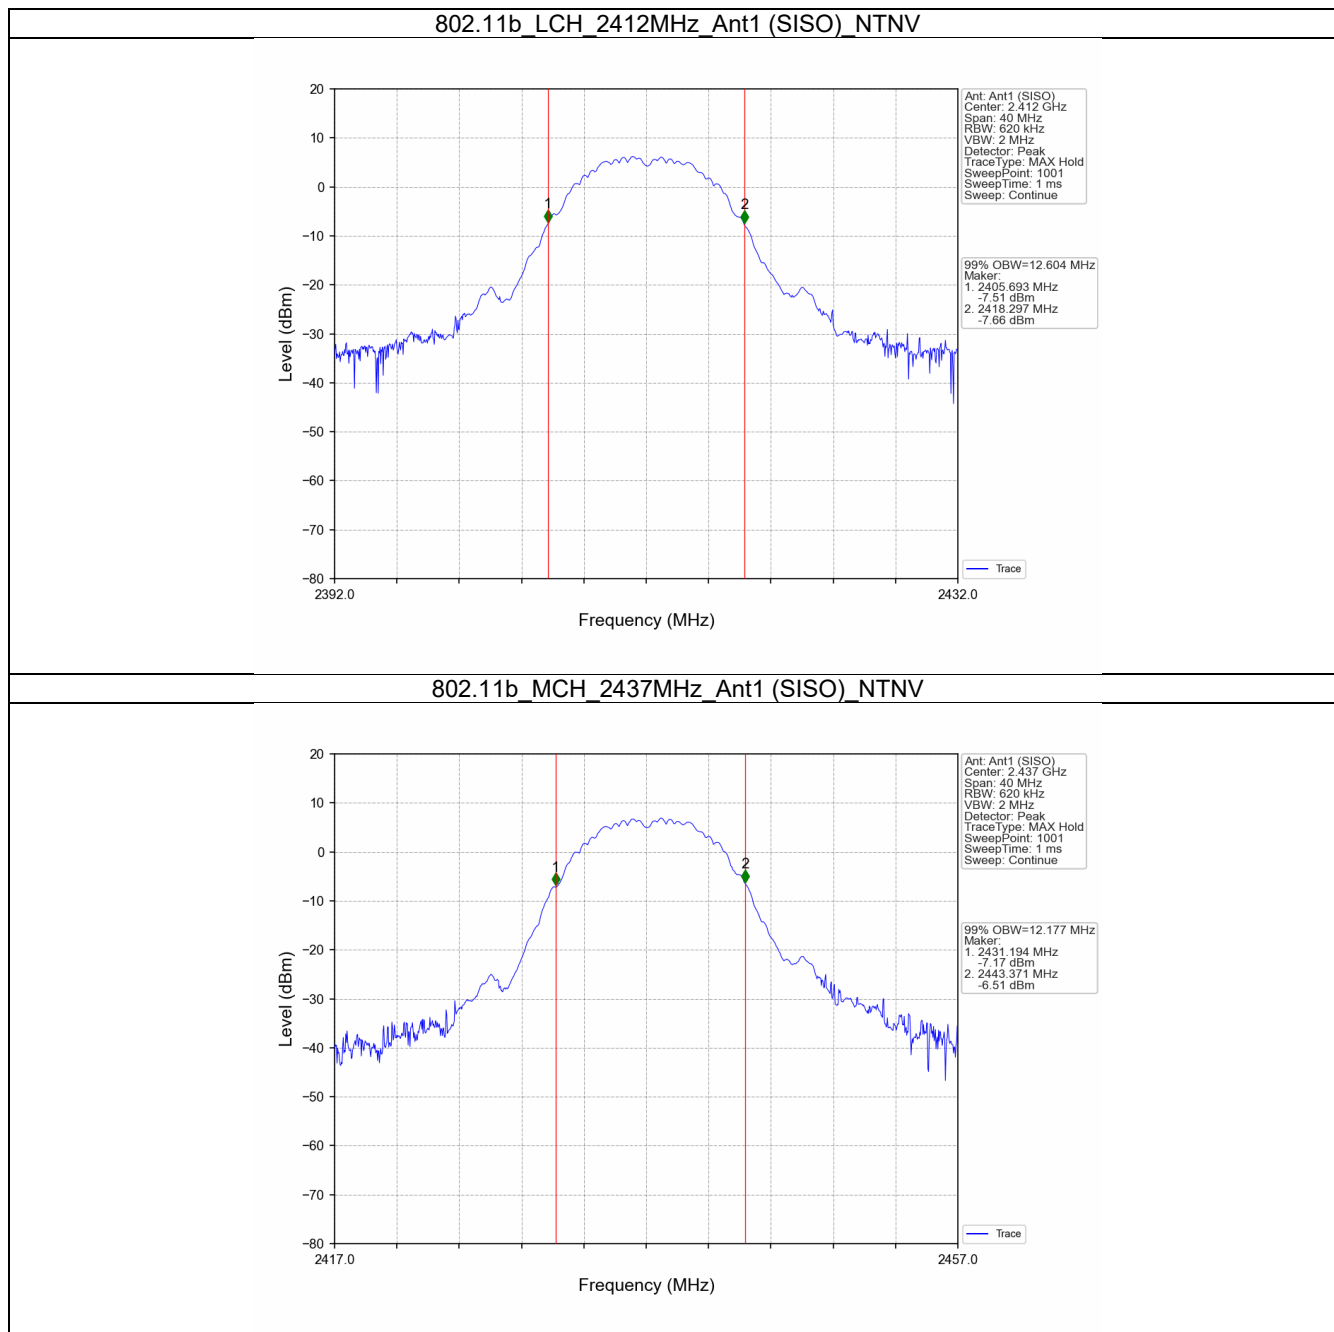 802.11b_LCH_2412MHz_Ant1 (SISO)_NTNV
20
10
0
−10
−20
−30
−40
−50
−60
−70
−80
Level (dBm)
1
2
2392.0
2432.0
Frequency (MHz)
Ant: Ant1 (SISO)
Center: 2.412 GHz
Span: 40 MHz
RBW: 620 kHz
VBW: 2 MHz
Detector: Peak
TraceType: MAX Hold
SweepPoint: 1001
SweepTime: 1 ms
Sweep: Continue
99% OBW=12.604 MHz
Maker:
1. 2405.693 MHz
-7.51 dBm
2. 2418.297 MHz
-7.66 dBm
Trace
802.11b_MCH_2437MHz_Ant1 (SISO)_NTNV
20
10
0
−10
−20
−30
−40
−50
−60
−70
−80
Level (dBm)
1
2
2417.0
2457.0
Frequency (MHz)
Ant: Ant1 (SISO)
Center: 2.437 GHz
Span: 40 MHz
RBW: 620 kHz
VBW: 2 MHz
Detector: Peak
TraceType: MAX Hold
SweepPoint: 1001
SweepTime: 1 ms
Sweep: Continue
99% OBW=12.177 MHz
Maker:
1. 2431.194 MHz
-7.17 dBm
2. 2443.371 MHz
-6.51 dBm
Trace